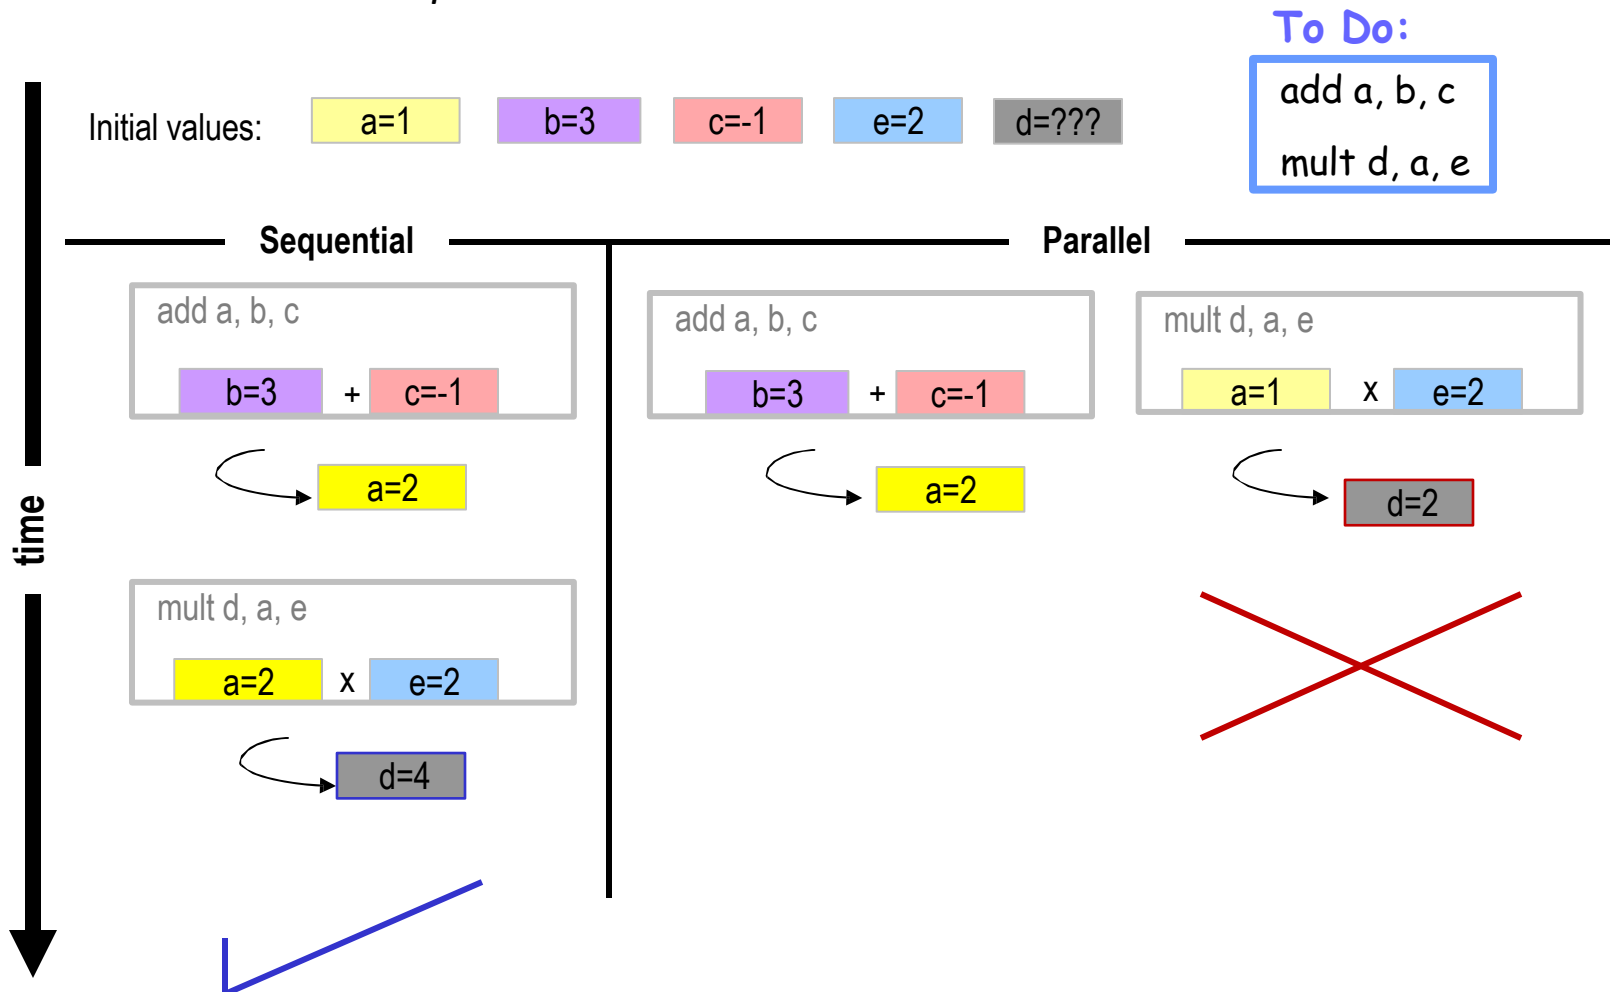 To Do:
add a, b, c
mult d, a, e
Initial values: a=1 b=3 c=-1 e=2 d=???
Sequential Parallel
add a, b, c
b=3 + c=-1
a=2
mult d, a, e
a=2 x e=2
d=4
add a, b, c
b=3 + c=-1
a=2
mult d, a, e
a=1 x e=2
d=2
time